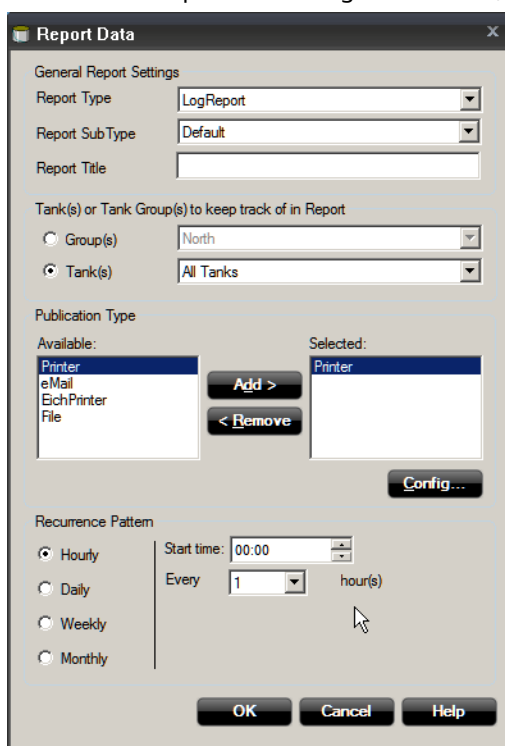 Report Data x
General Report Settings
Report Type LogReport
Report SubType Default
Report Title
Tank(s) or Tank Group(s) to keep track of in Report
Group(s) North
Tank(s) All Tanks
Publication Type
Available: Selected:
Printer Printer
eMail
EichPrinter
File
Add >
< Remove
Config...
Recurrence Pattern
Hourly Start time: 00:00
Every 1 hour(s)
Daily
Weekly
Monthly
OK Cancel Help